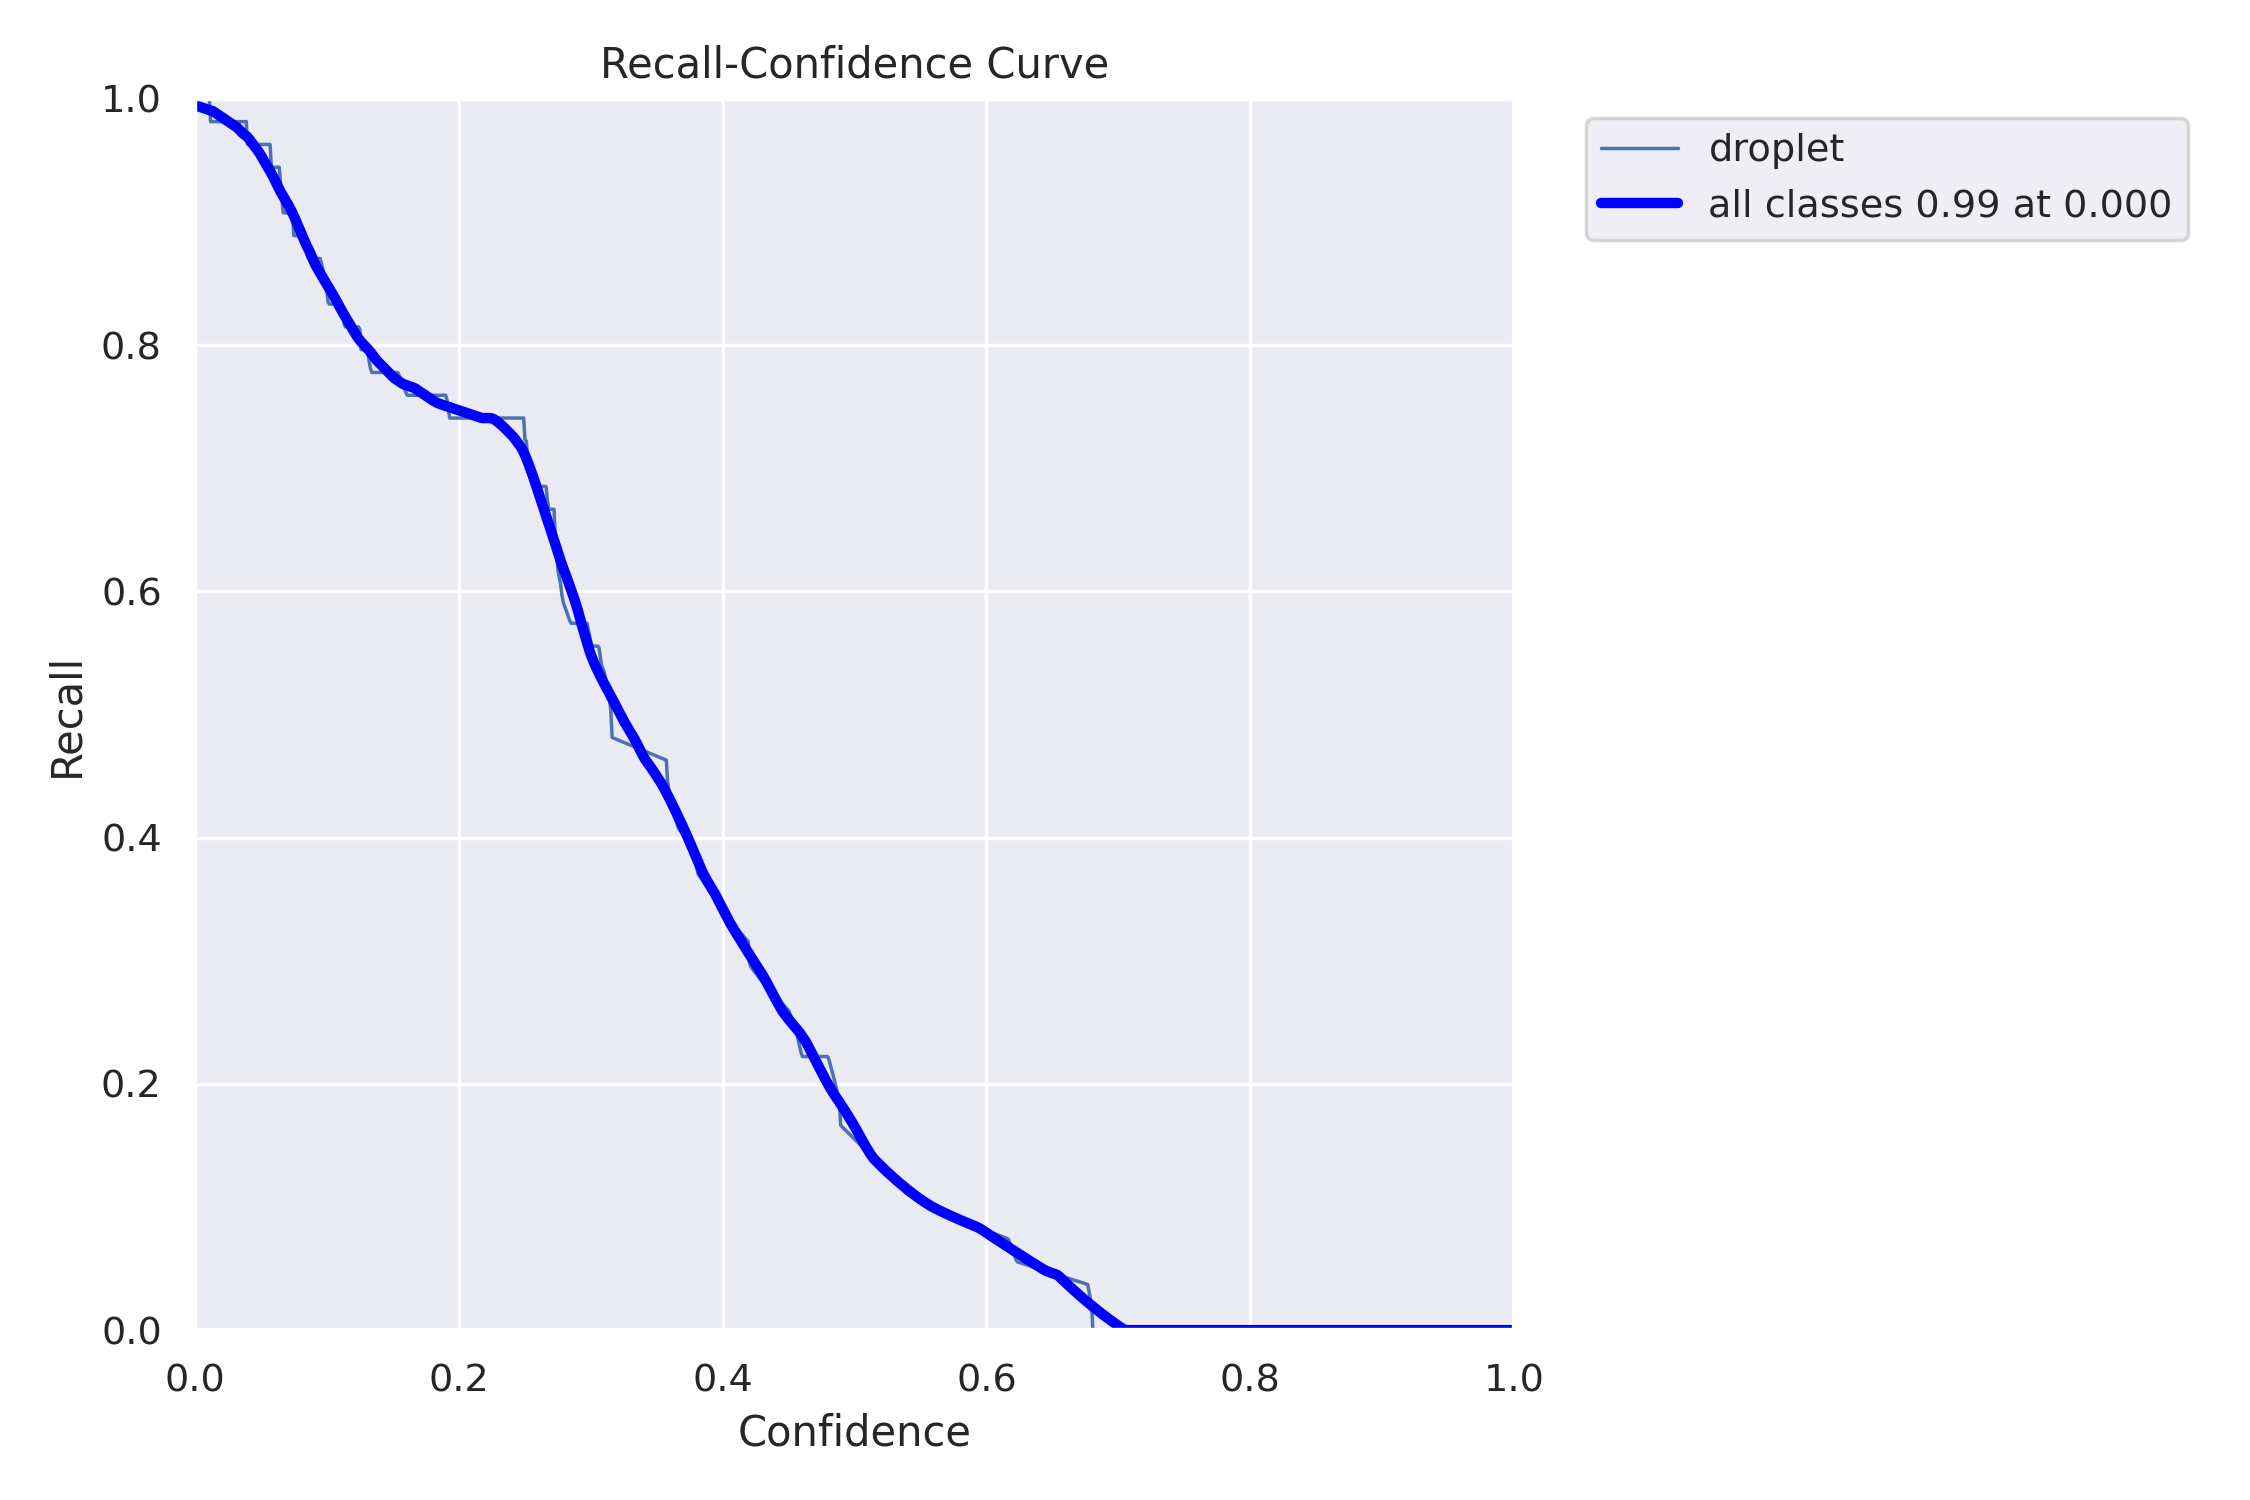 Recall-Confidence Curve
1.0
0.8
0.6
0.4
0.2
0.0
Recall
0.0 0.2 0.4 0.6 0.8 1.0
Confidence
droplet
all classes 0.99 at 0.000